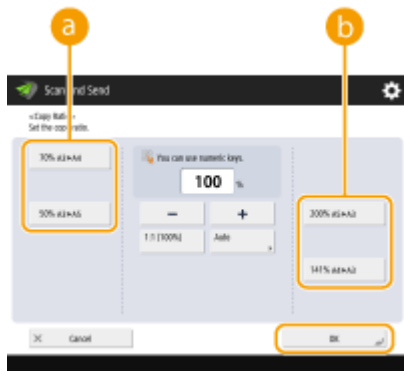 a
b
Scan and Send
<Copy Ratio>
Set the copy ratio.
70% A3►A4
You can use numeric keys.
100 %
50% A3►A5
−
+
200% A5►A3
1:1 (100%)
Auto
141% A4►A3
× Cancel
OK